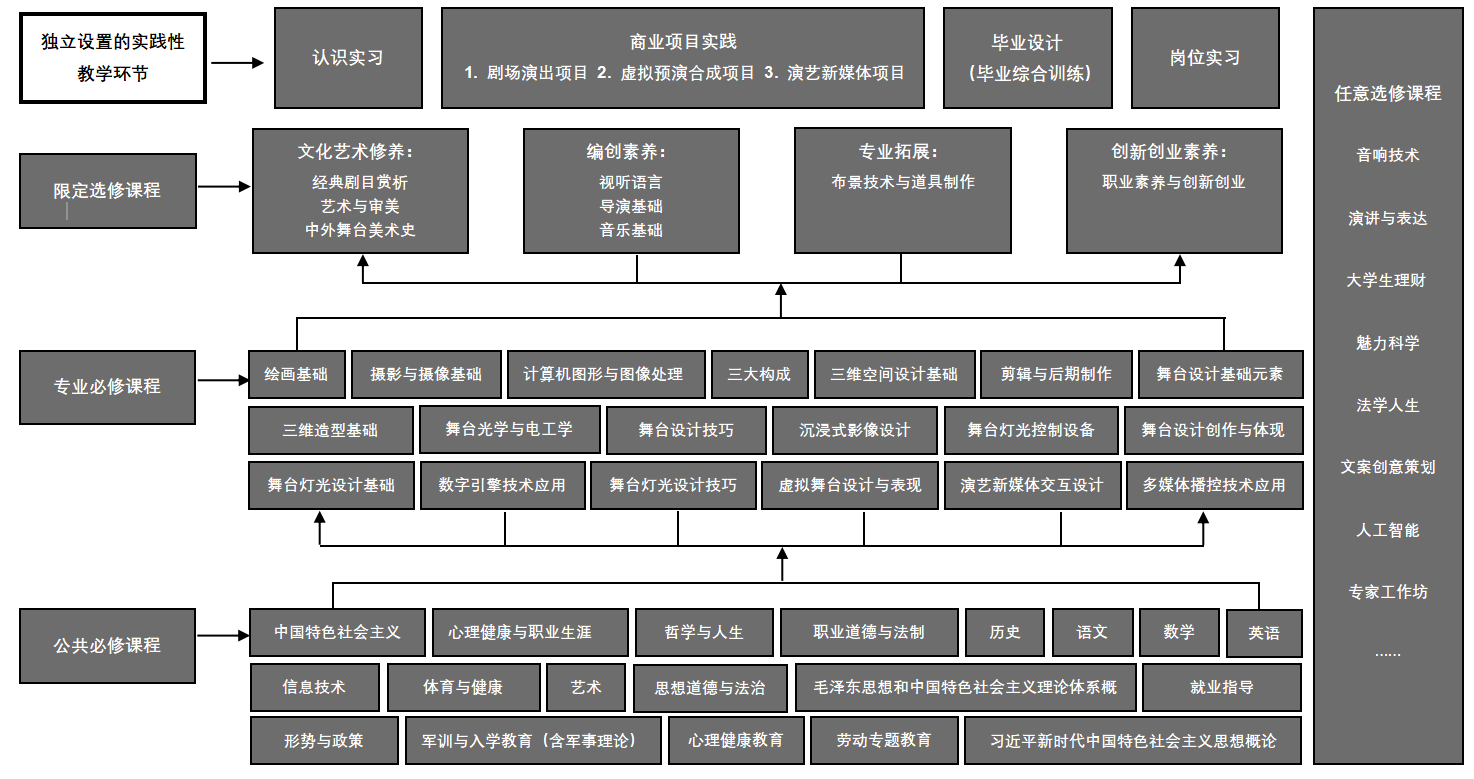 独立设置的实践性
教学环节
认识实习
商业项目实践
1. 剧场演出项目 2. 虚拟预演合成项目 3. 演艺新媒体项目
毕业设计
(毕业综合训练)
岗位实习
限定选修课程
文化艺术修养：
经典剧目赏析
艺术与审美
中外舞台美术史
编创素养：
视听语言
导演基础
音乐基础
专业拓展：
布景技术与道具制作
创新创业素养：
职业素养与创新创业
专业必修课程
绘画基础
摄影与摄像基础
计算机图形与图像处理
三大构成
三维空间设计基础
剪辑与后期制作
舞台设计基础元素
三维造型基础
舞台光学与电工学
舞台设计技巧
沉浸式影像设计
舞台灯光控制设备
舞台设计创作与体现
舞台灯光设计基础
数字引擎技术应用
舞台灯光设计技巧
虚拟舞台设计与表现
演艺新媒体交互设计
多媒体播控技术应用
公共必修课程
中国特色社会主义
心理健康与职业生涯
哲学与人生
职业道德与法制
历史
语文
数学
英语
信息技术
体育与健康
艺术
思想道德与法治
毛泽东思想和中国特色社会主义理论体系概
就业指导
形势与政策
军训与入学教育（含军事理论）
心理健康教育
劳动专题教育
习近平新时代中国特色社会主义思想概论
任意选修课程
音响技术
演讲与表达
大学生理财
魅力科学
法学人生
文案创意策划
人工智能
专家工作坊
……